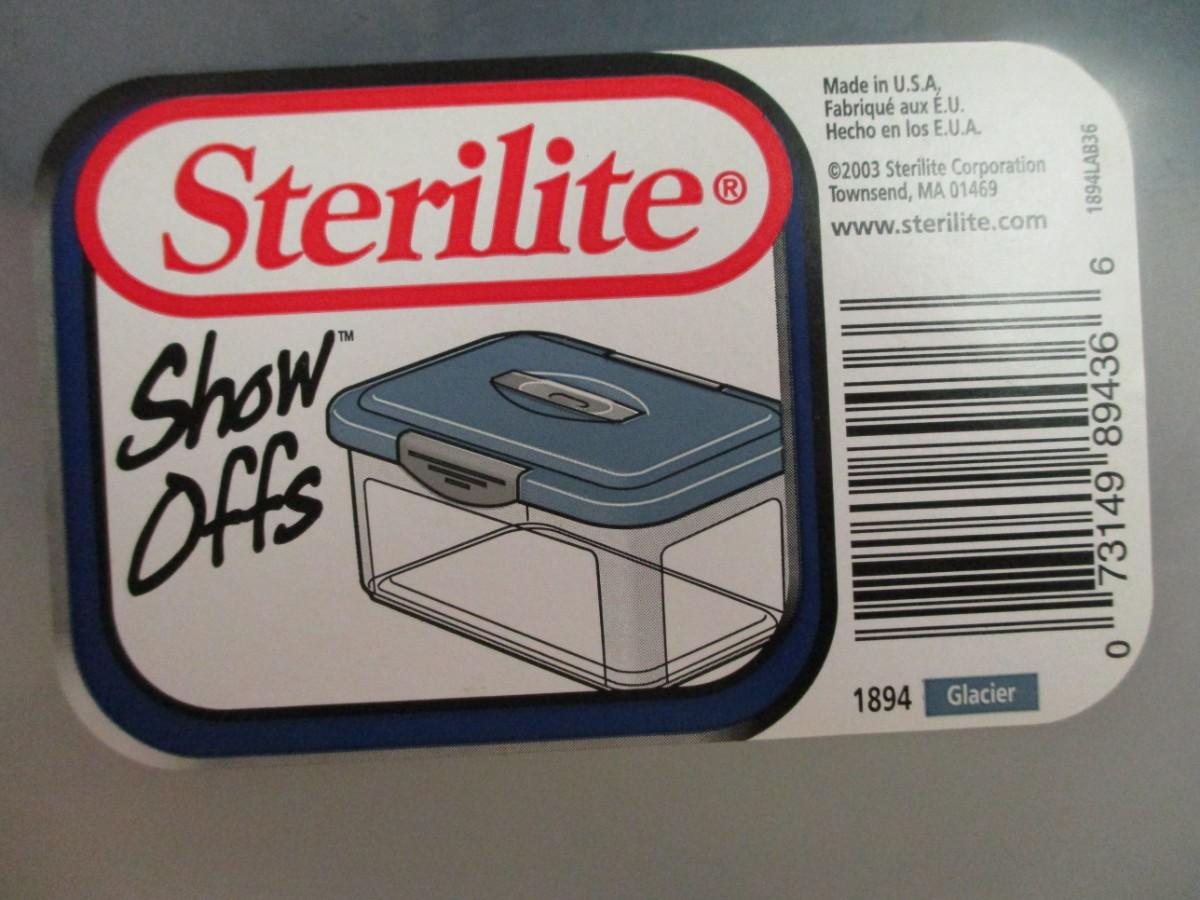 Sterilite®
Show™
Offs
Made in U.S.A,
Fabriqué aux É.U.
Hecho en los E.U.A.
©2003 Sterilite Corporation
Townsend, MA 01469
www.sterilite.com
1894LAB36
0 73149 89436 6
1894 Glacier